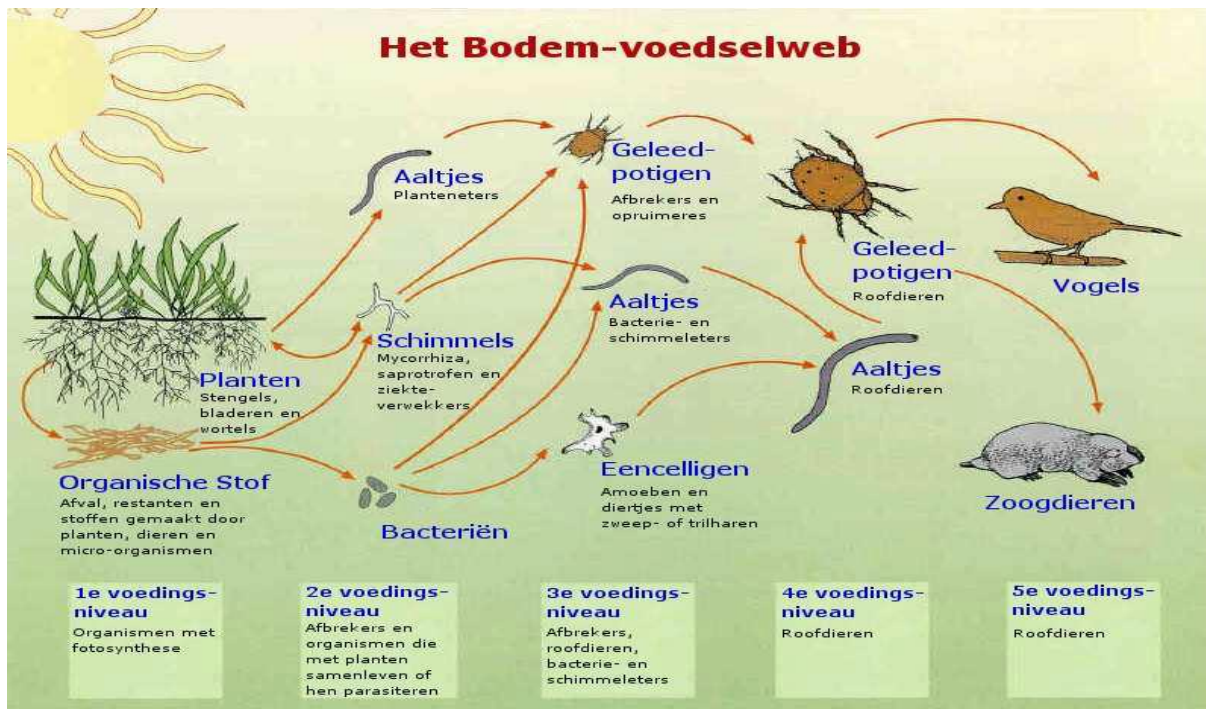 Het Bodem-voedselweb
Aaltjes
Planteneters
Geleed-
potigen
Afbrekers en
opruimeres
Geleed-
potigen
Roofdieren
Vogels
Planten
Stengels,
bladeren en
wortels
Schimmels
Mycorrhiza,
saprotrofen en
ziekte-
verwekkers
Aaltjes
Bacterie- en
schimmeleters
Aaltjes
Roofdieren
Organische Stof
Afval, restanten en
stoffen gemaakt door
planten, dieren en
micro-organismen
Bacteriën
Eencelligen
Amoeben en
diertjes met
zweep- of trilharen
Zoogdieren
1e voedings-
niveau
Organismen met
fotosynthese
2e voedings-
niveau
Afbrekers en
organismen die
met planten
samenleven of
hen parasiteren
3e voedings-
niveau
Afbrekers,
roofdieren,
bacterie- en
schimmeleters
4e voedings-
niveau
Roofdieren
5e voedings-
niveau
Roofdieren